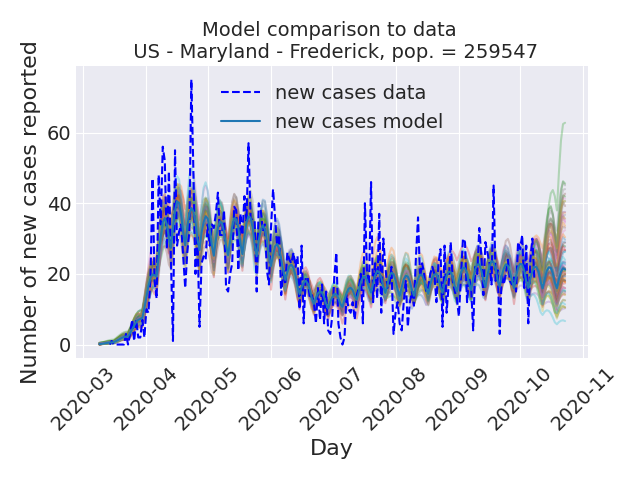 Model comparison to data
US - Maryland - Frederick, pop. = 259547
Number of new cases reported
60
40
20
0
new cases data
new cases model
2020-03
2020-04
2020-05
2020-06
2020-07
2020-08
2020-09
2020-10
2020-11
Day